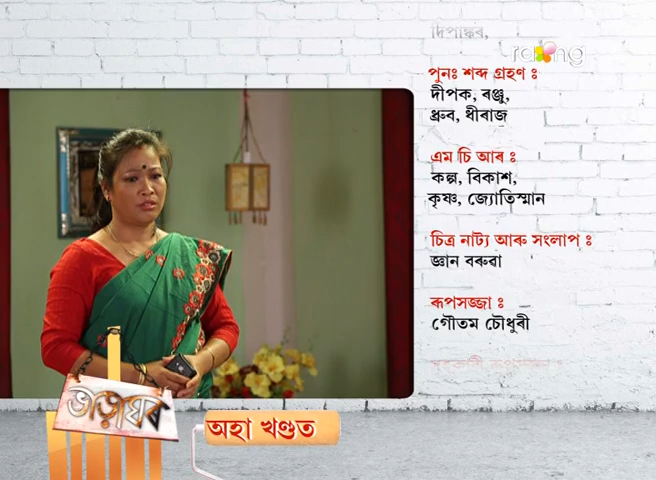 দিপাঙ্কৰ,
rang
পুনঃ শব্দ গ্ৰহণ ঃ
দীপক, ৰঞ্জু,
ধ্ৰুব, ধীৰাজ
এম চি আৰ ঃ
কল্প, বিকাশ,
কৃষ্ণ, জ্যোতিস্মান
চিত্ৰ নাট্য আৰু সংলাপ ঃ
জ্ঞান বৰুৱা
ৰূপসজ্জা ঃ
গৌতম চৌধুৰী
ভাড়াঘৰ
অহা খণ্ডত